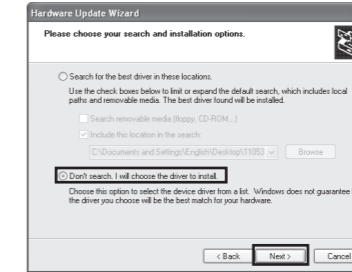 Hardware Update Wizard
Please choose your search and installation options.
Search for the best driver in these locations.
Use the check boxes below to limit or expand the default search, which includes local
paths and removable media. The best driver found will be installed.
Search removable media (floppy, CD-ROM...)
Include this location in the search:
C:\Documents and Settings\English\Desktop\11053
Browse
Don't search. I will choose the driver to install.
Choose this option to select the device driver from a list. Windows does not guarantee
the driver you choose will be the best match for your hardware.
< Back
Next >
Cancel